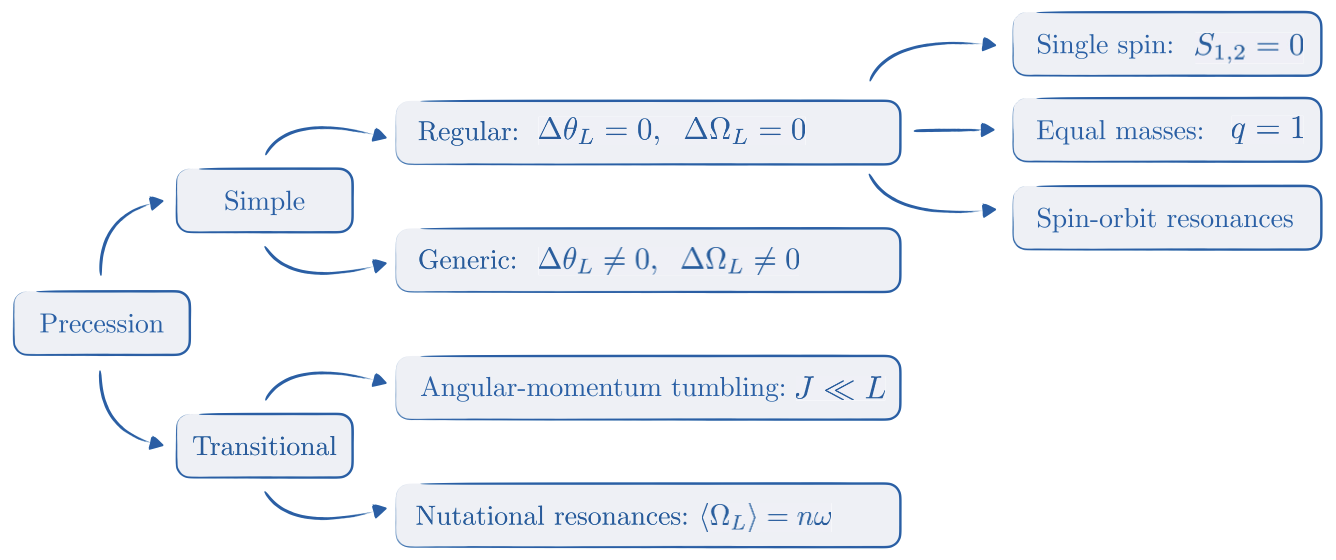 Precession
Simple
Transitional
Regular: Δθ_L = 0, ΔΩ_L = 0
Generic: Δθ_L ≠ 0, ΔΩ_L ≠ 0
Angular-momentum tumbling: J ≪ L
Nutational resonances: ⟨Ω_L⟩ = nω
Single spin: S_{1,2} = 0
Equal masses: q = 1
Spin-orbit resonances